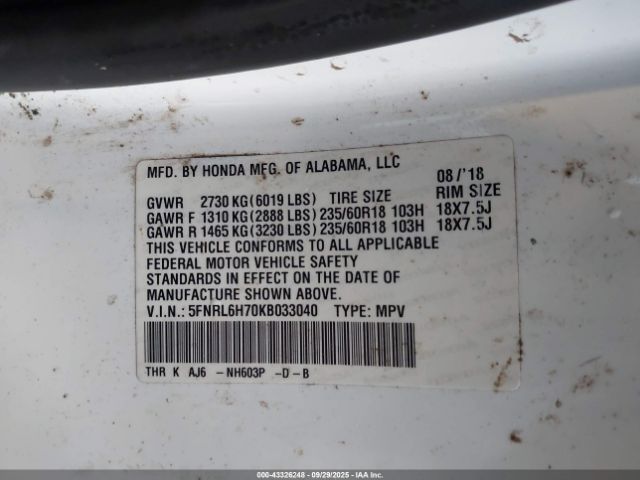 MFD. BY HONDA MFG. OF ALABAMA, LLC 08/'18
GVWR 2730 KG(6019 LBS) TIRE SIZE RIM SIZE
GAWR F 1310 KG(2888 LBS) 235/60R18 103H 18X7.5J
GAWR R 1465 KG(3230 LBS) 235/60R18 103H 18X7.5J
THIS VEHICLE CONFORMS TO ALL APPLICABLE
FEDERAL MOTOR VEHICLE SAFETY
STANDARDS IN EFFECT ON THE DATE OF
MANUFACTURE SHOWN ABOVE.
V.I.N.: 5FNRL6H70KB033040 TYPE: MPV
THR K AJ6 -NH603P -D-B
000-43326248 - (09/29/2025) - IAAI.COM